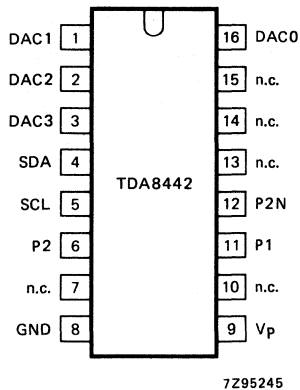 DAC1 1 16 DAC0
DAC2 2 15 n.c.
DAC3 3 14 n.c.
SDA 4 13 n.c.
TDA8442
SCL 5 12 P2N
P2 6 11 P1
n.c. 7 10 n.c.
GND 8 9 Vp
7Z95245